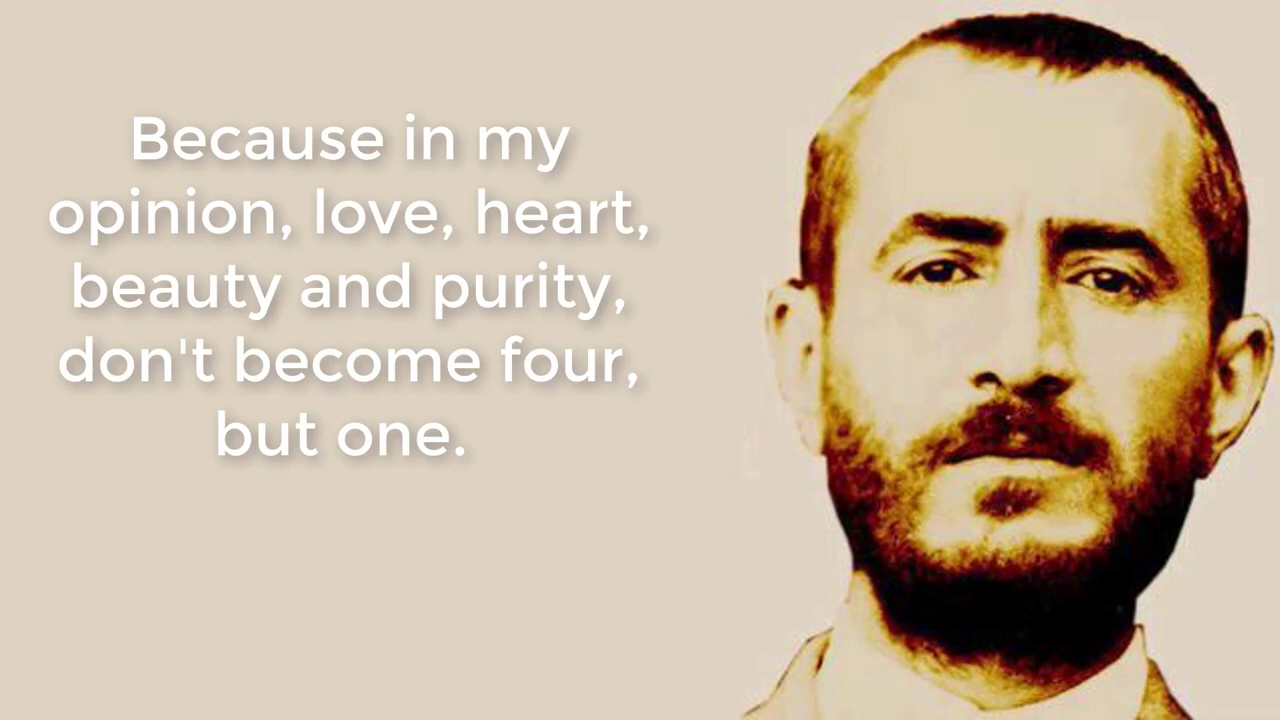 Because in my
opinion, love, heart,
beauty and purity,
don't become four,
but one.